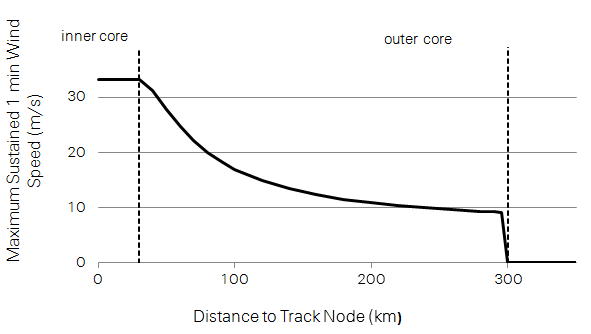 inner core
outer core
Maximum Sustained 1 min Wind
Speed (m/s)
30
20
10
0
0
100
200
300
Distance to Track Node (km)